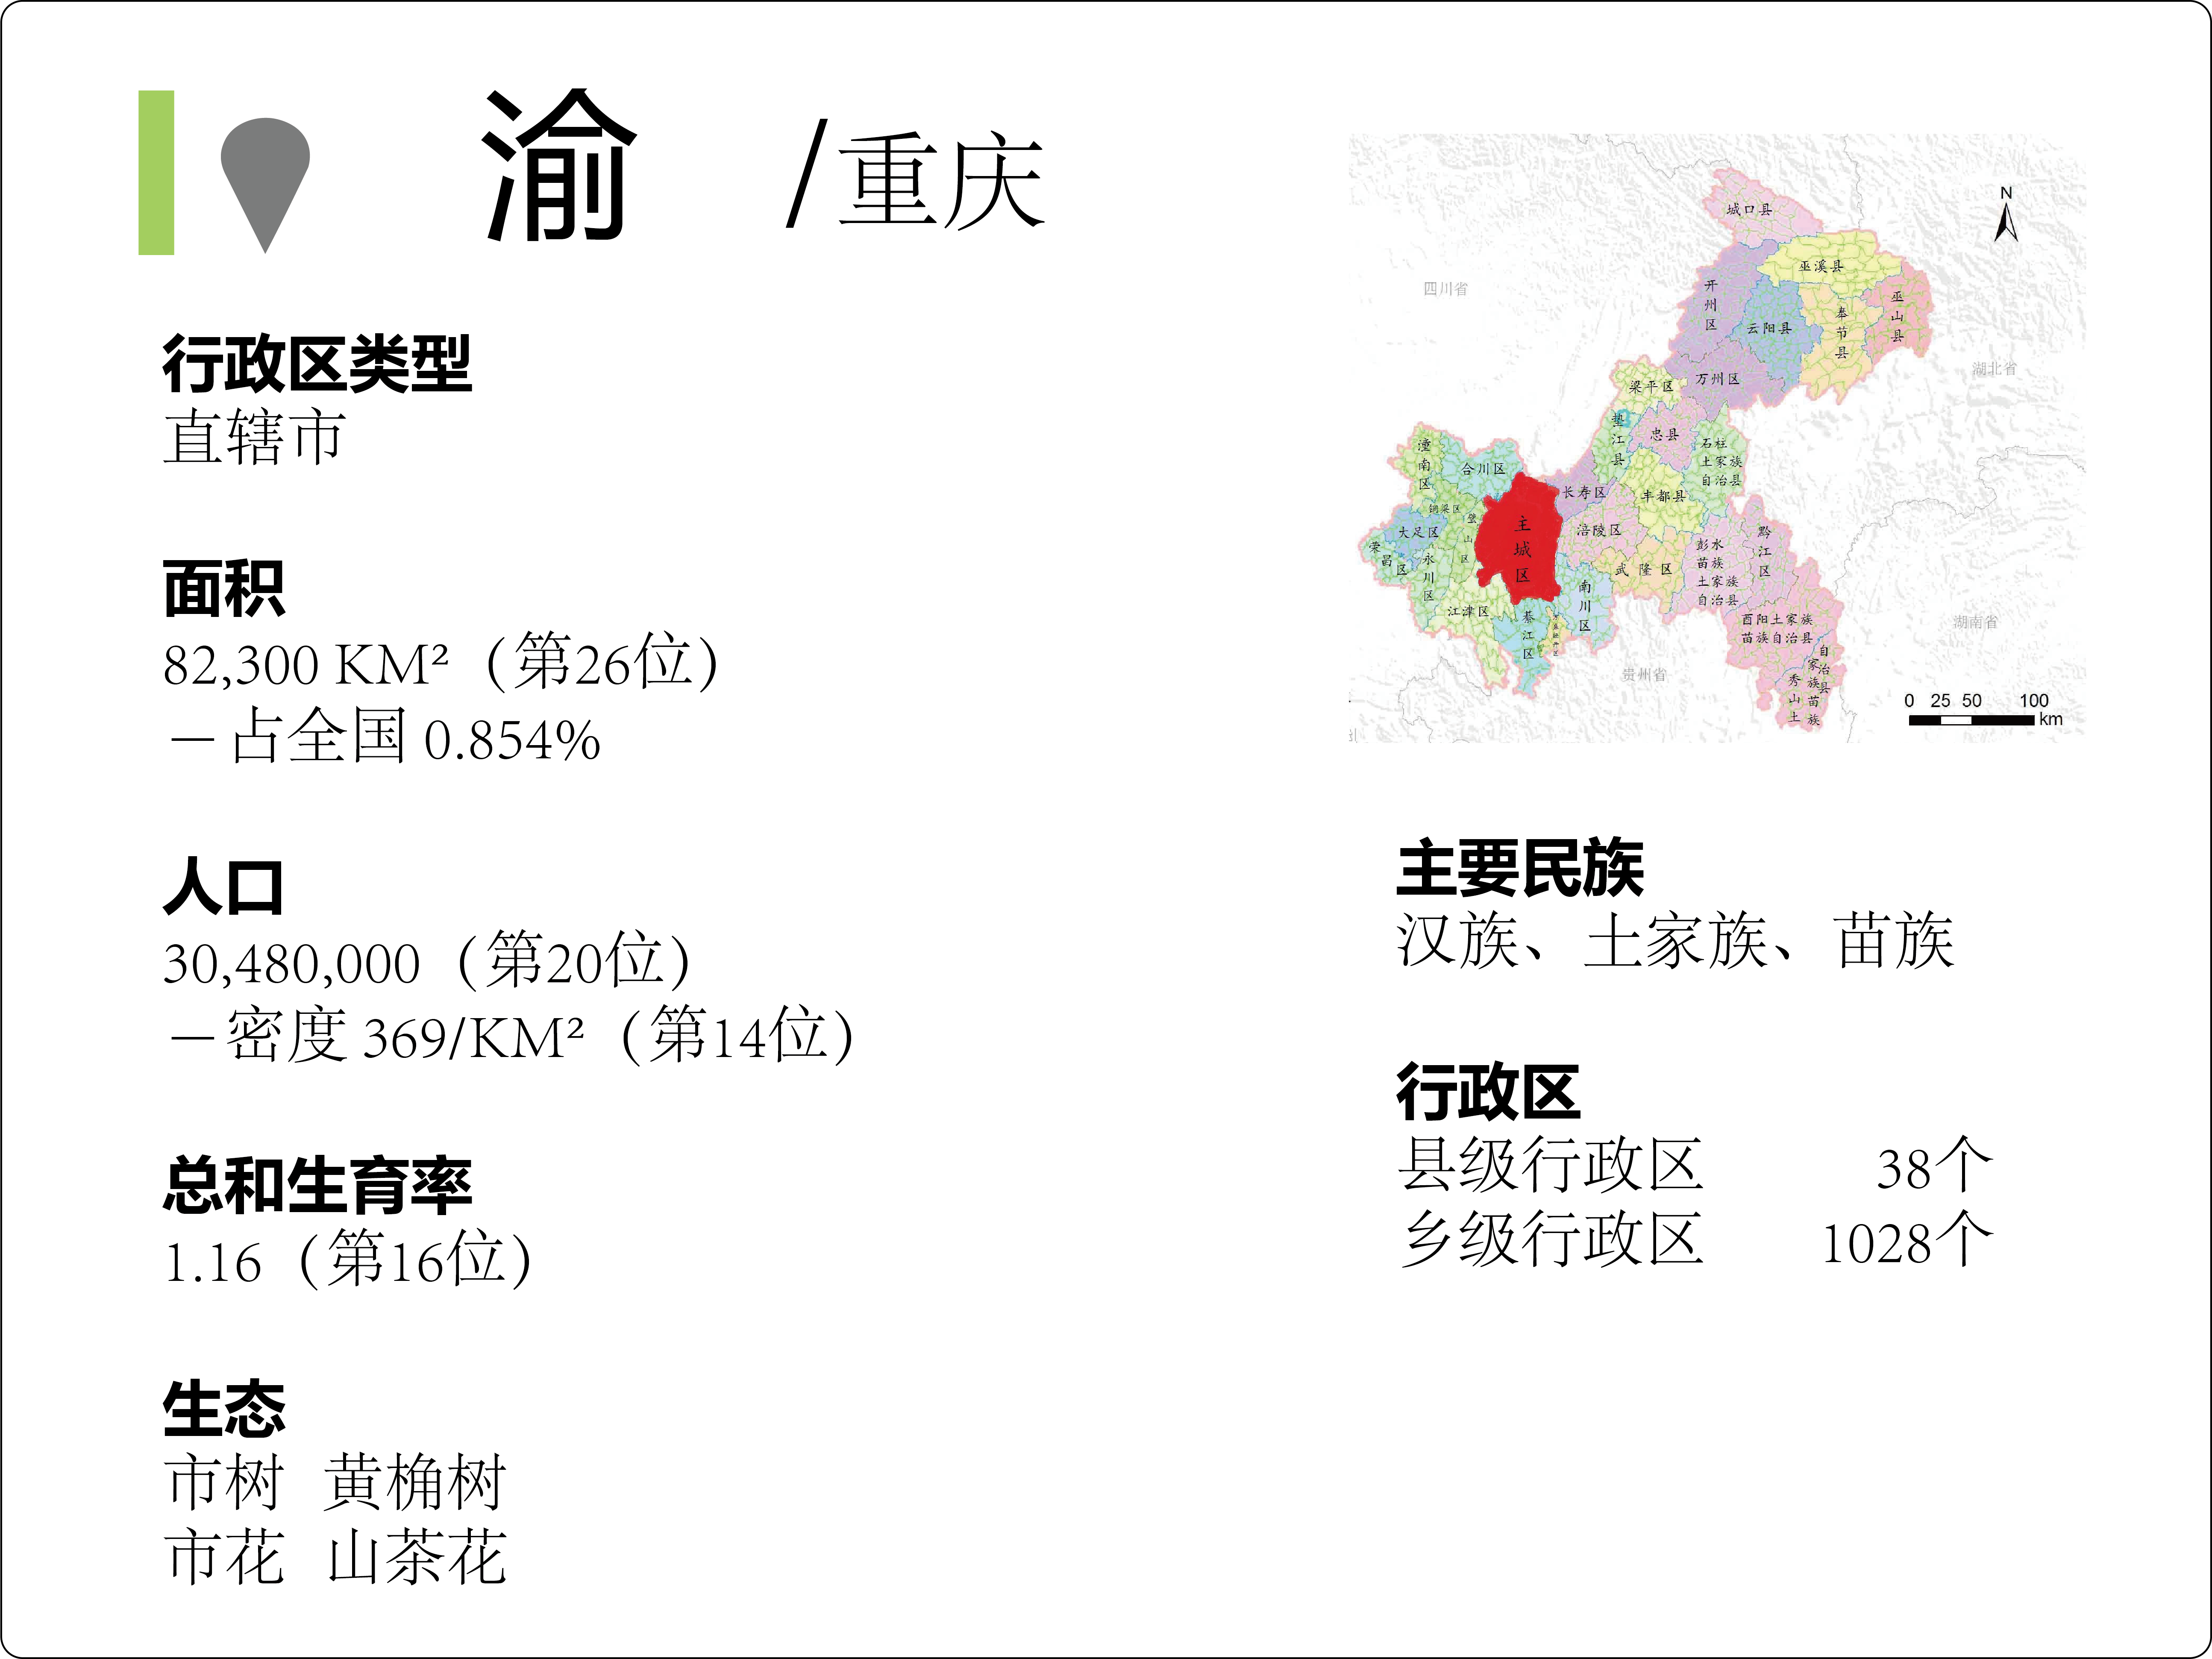 渝 /重庆
行政区类型
直辖市
面积
82,300 KM²（第26位）
－占全国 0.854%
人口
30,480,000（第20位）
－密度 369/KM²（第14位）
总和生育率
1.16（第16位）
生态
市树 黄桷树
市花 山茶花
N
城口县
四川省
巫溪县
开州区
云阳县
奉节县
巫山县
湖北省
万州区
梁平区
垫江县
忠县
石柱
土家族
自治县
潼南区
合川区
长寿区
丰都县
铜梁区
璧山区
主城区
大足区
涪陵区
荣昌区
永川区
彭水
苗族
土家族
自治县
黔江区
武隆区
南川区
江津区
綦江区
酉阳土家族
苗族自治县
湖南省
贵州省
秀山土
家族苗族
自治县
0 25 50 100
km
主要民族
汉族、土家族、苗族
行政区
县级行政区 38个
乡级行政区 1028个